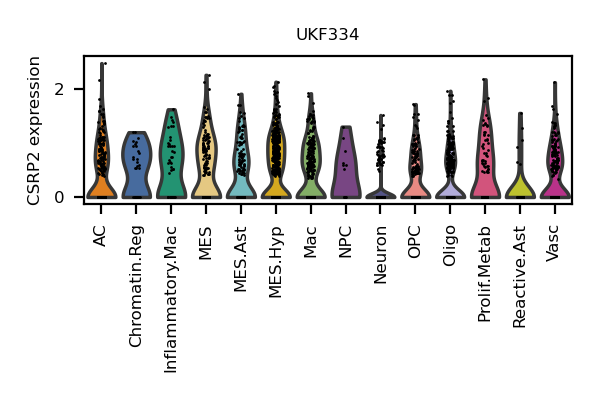 UKF334
CSRP2 expression
2
0
AC
Chromatin.Reg
Inflammatory.Mac
MES
MES.Ast
MES.Hyp
Mac
NPC
Neuron
OPC
Oligo
Prolif.Metab
Reactive.Ast
Vasc